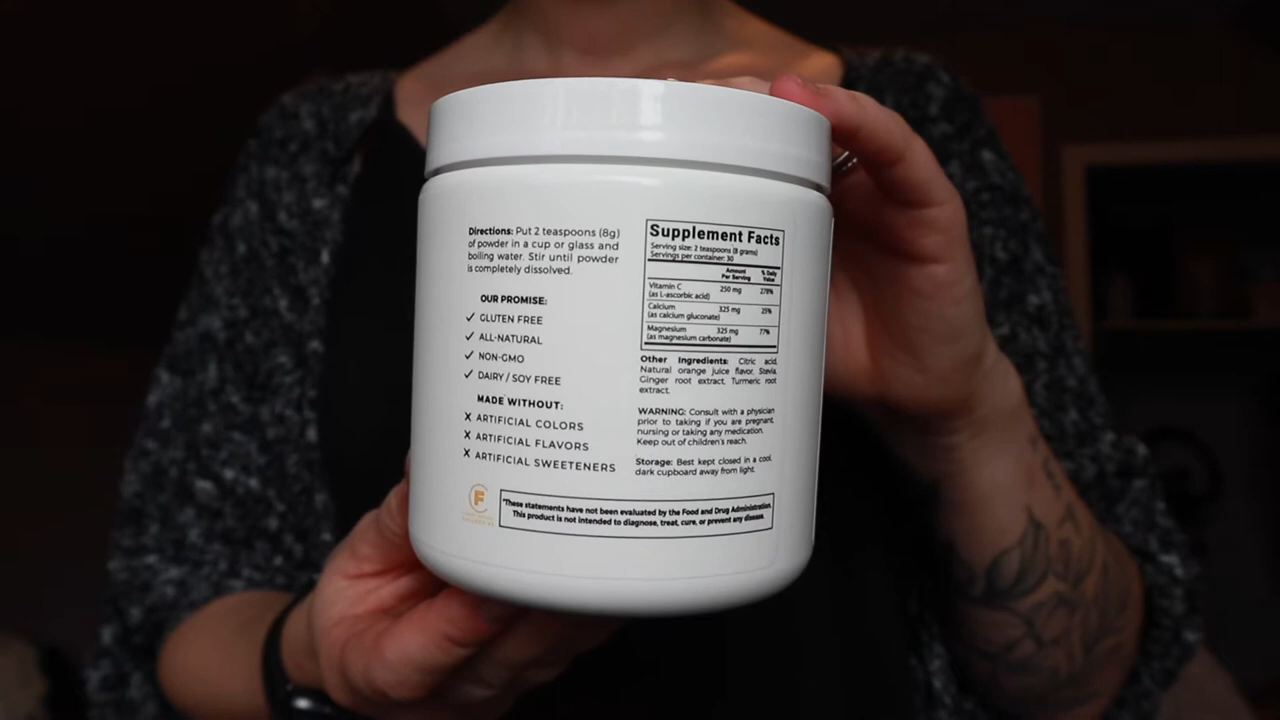 Directions: Put 2 teaspoons (8g)
of powder in a cup or glass and
boiling water. Stir until powder
is completely dissolved.
OUR PROMISE:
✓ GLUTEN FREE
✓ ALL-NATURAL
✓ NON-GMO
✓ DAIRY / SOY FREE
MADE WITHOUT:
X ARTIFICIAL COLORS
X ARTIFICIAL FLAVORS
X ARTIFICIAL SWEETENERS
F
Supplement Facts
Serving size: 2 teaspoons (8 grams)
Servings per container: 30
Amount Per Serving % Daily Value
Vitamin C 250 mg 278%
(as L-ascorbic acid)
Calcium 325 mg 25%
(as calcium gluconate)
Magnesium 325 mg 77%
(as magnesium carbonate)
Other Ingredients: Citric acid,
Natural orange juice flavor, Stevia,
Ginger root extract, Turmeric root
extract.
WARNING: Consult with a physician
prior to taking if you are pregnant,
nursing or taking any medication.
Keep out of children's reach.
Storage: Best kept closed in a cool,
dark cupboard away from light.
*These statements have not been evaluated by the Food and Drug Administration.
This product is not intended to diagnose, treat, cure, or prevent any disease.